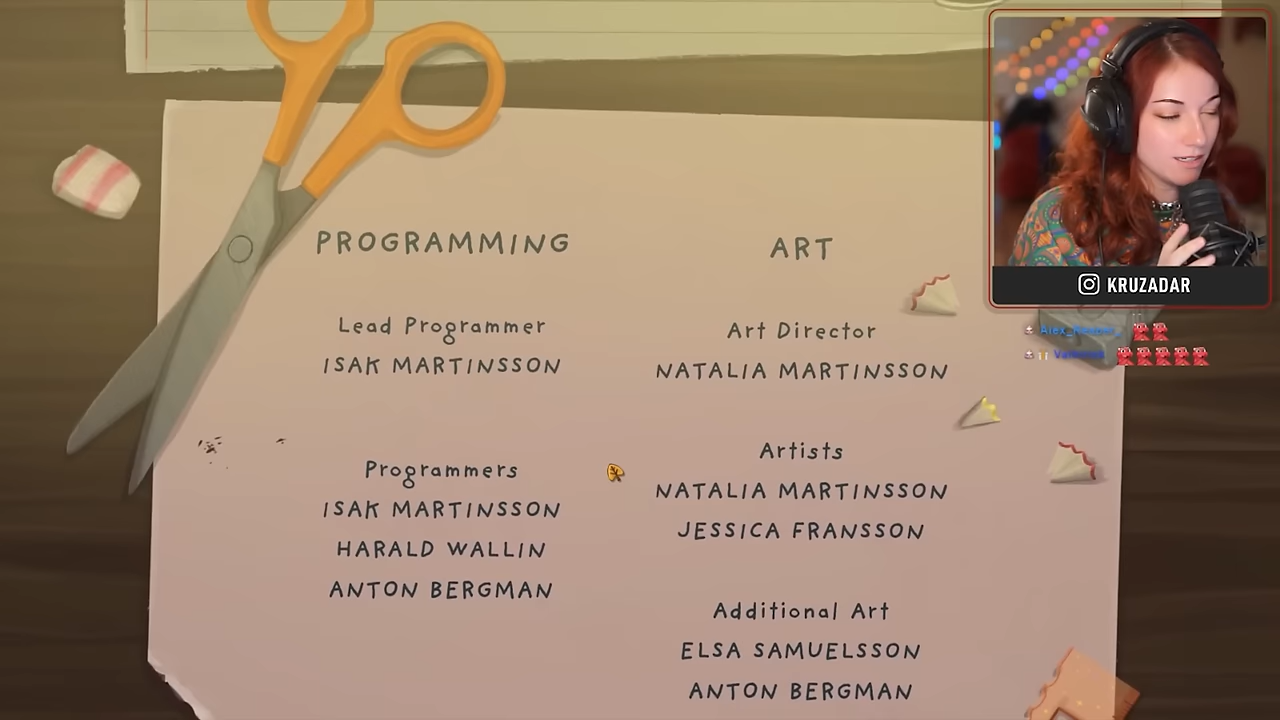 PROGRAMMING
Lead Programmer
ISAK MARTINSSON
Programmers
ISAK MARTINSSON
HARALD WALLIN
ANTON BERGMAN
ART
Art Director
NATALIA MARTINSSON
Artists
NATALIA MARTINSSON
JESSICA FRANSSON
Additional Art
ELSA SAMUELSSON
ANTON BERGMAN
KRUZADAR